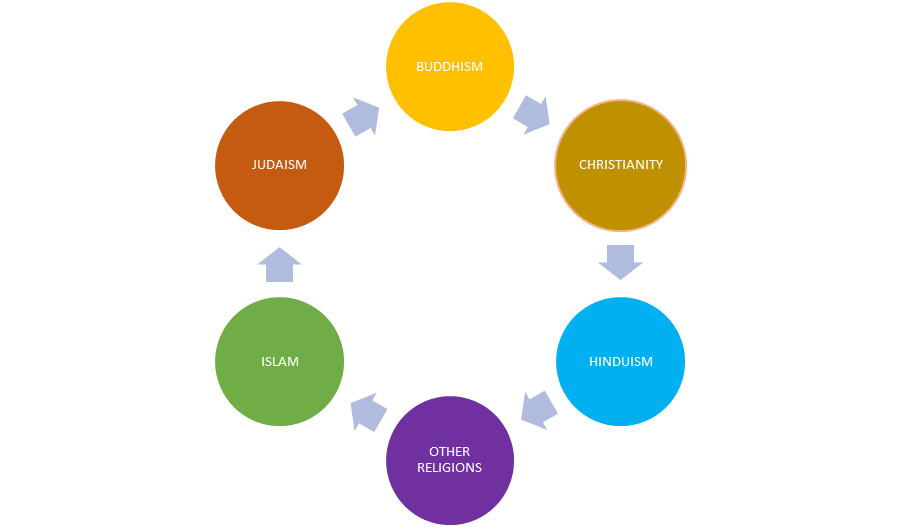 BUDDHISM
CHRISTIANITY
HINDUISM
OTHER
RELIGIONS
ISLAM
JUDAISM